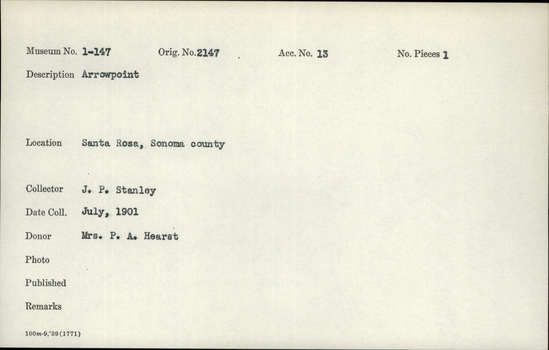 Museum No. 1-147 Orig. No. 2147 Acc. No. 13 No. Pieces 1
Description Arrowpoint
Location Santa Rosa, Sonoma county
Collector J. P. Stanley
Date Coll. July, 1901
Donor Mrs. P. A. Hearst
Photo
Published
Remarks
100m-9,'39(1771)